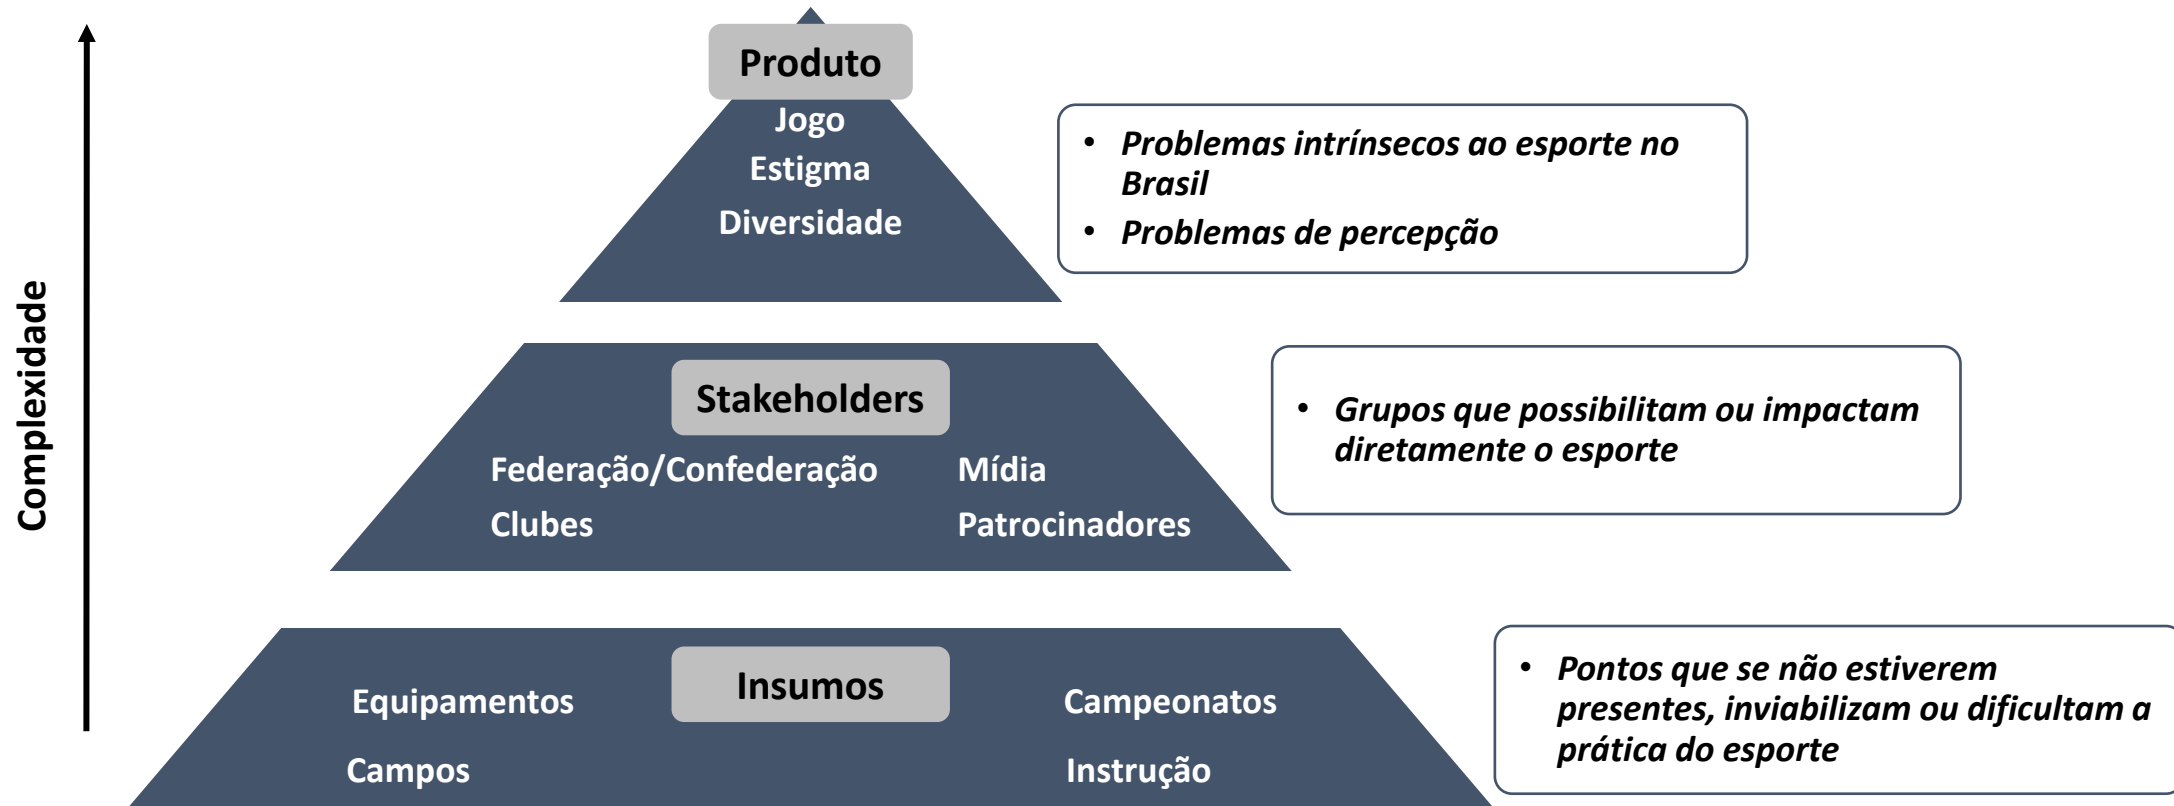 Complexidade
Produto
Jogo
Estigma
Diversidade
• Problemas intrínsecos ao esporte no
Brasil
• Problemas de percepção
Stakeholders
Federação/Confederação
Mídia
Clubes
Patrocinadores
• Grupos que possibilitam ou impactam
diretamente o esporte
Insumos
Equipamentos
Campeonatos
Campos
Instrução
• Pontos que se não estiverem
presentes, inviabilizam ou dificultam a
prática do esporte